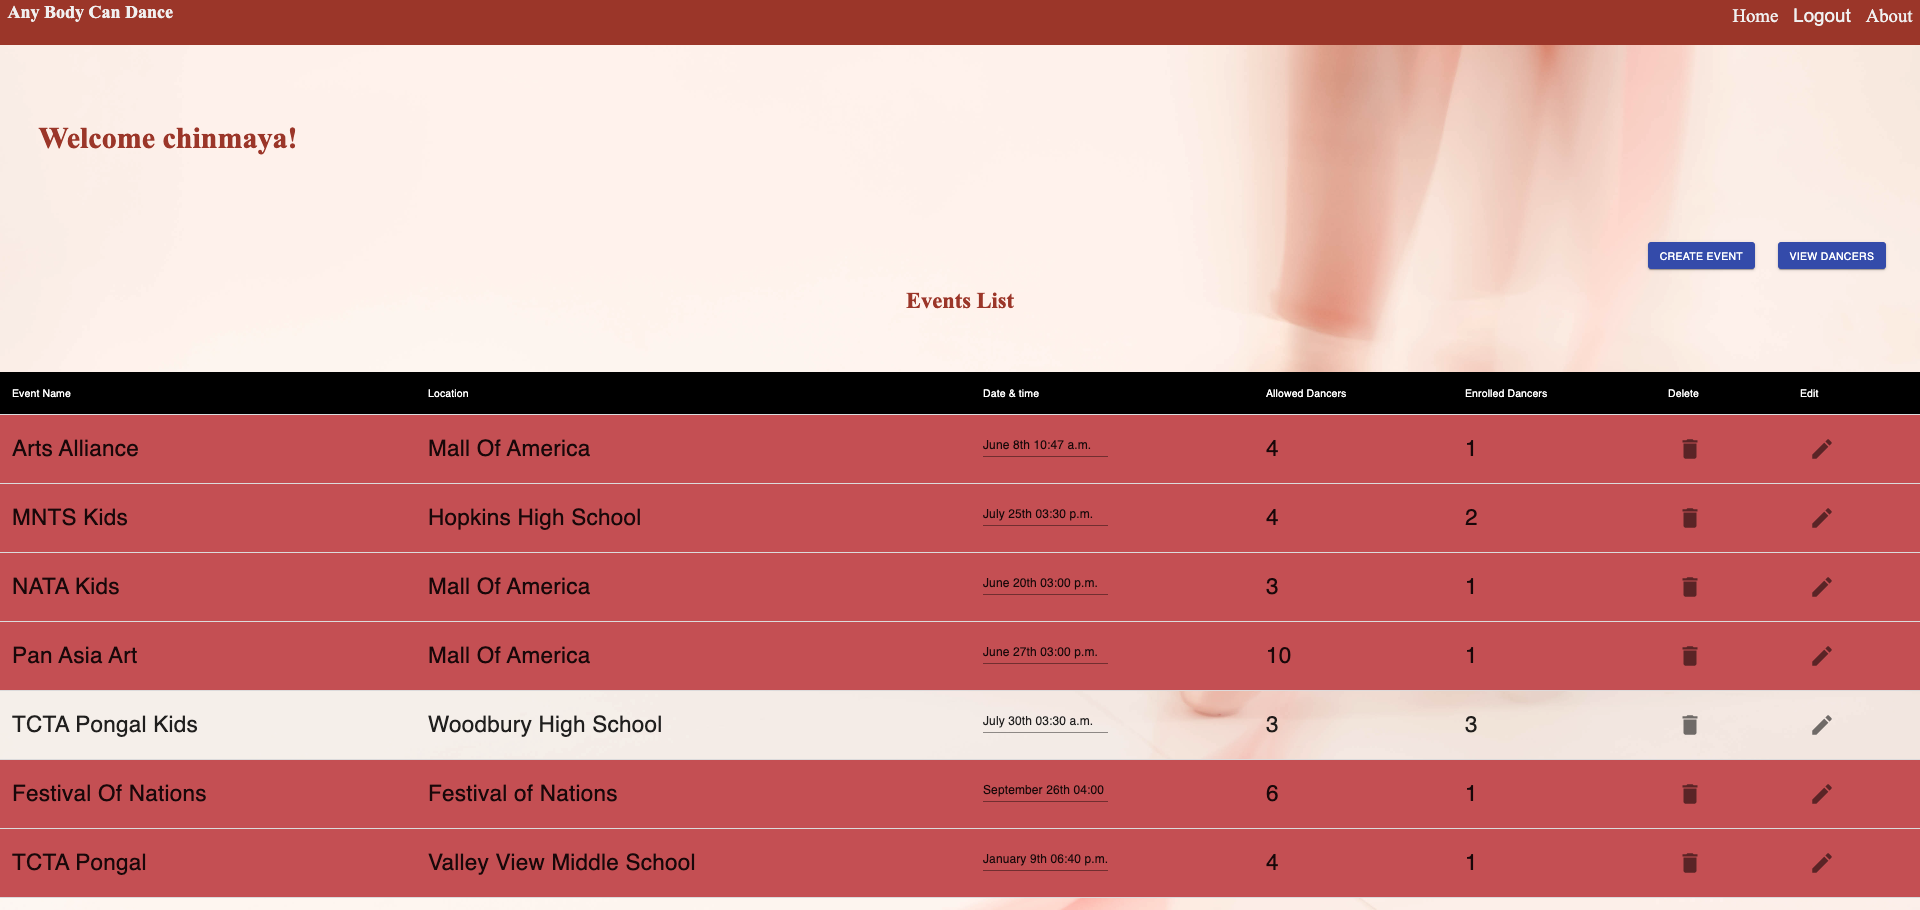 Any Body Can Dance Home Logout About
Welcome chinmaya!
CREATE EVENT VIEW DANCERS
Events List
Event Name Location Date & time Allowed Dancers Enrolled Dancers Delete Edit
Arts Alliance Mall Of America June 8th 10:47 a.m. 4 1
MNTS Kids Hopkins High School July 25th 03:30 p.m. 4 2
NATA Kids Mall Of America June 20th 03:00 p.m. 3 1
Pan Asia Art Mall Of America June 27th 03:00 p.m. 10 1
TCTA Pongal Kids Woodbury High School July 30th 03:30 a.m. 3 3
Festival Of Nations Festival of Nations September 26th 04:00 6 1
TCTA Pongal Valley View Middle School January 9th 06:40 p.m. 4 1